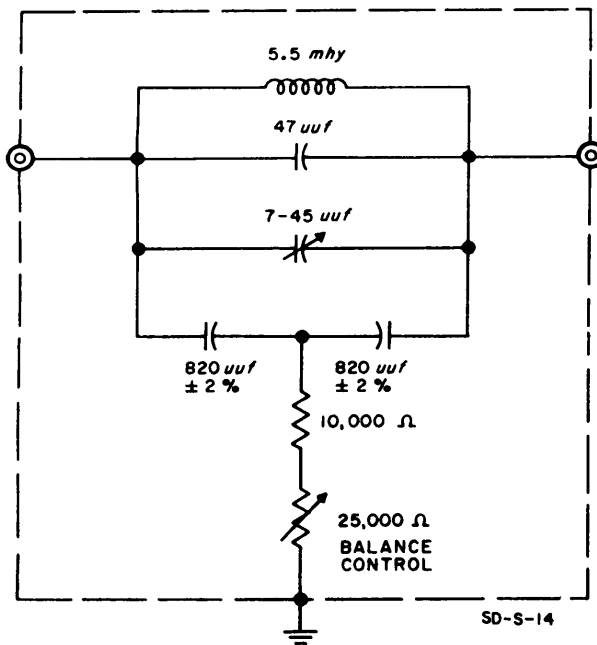 5.5 mhy
47 uuf
7-45 uuf
820 uuf
± 2 %
820 uuf
± 2 %
10,000 Ω
25,000 Ω
BALANCE
CONTROL
SD-S-14